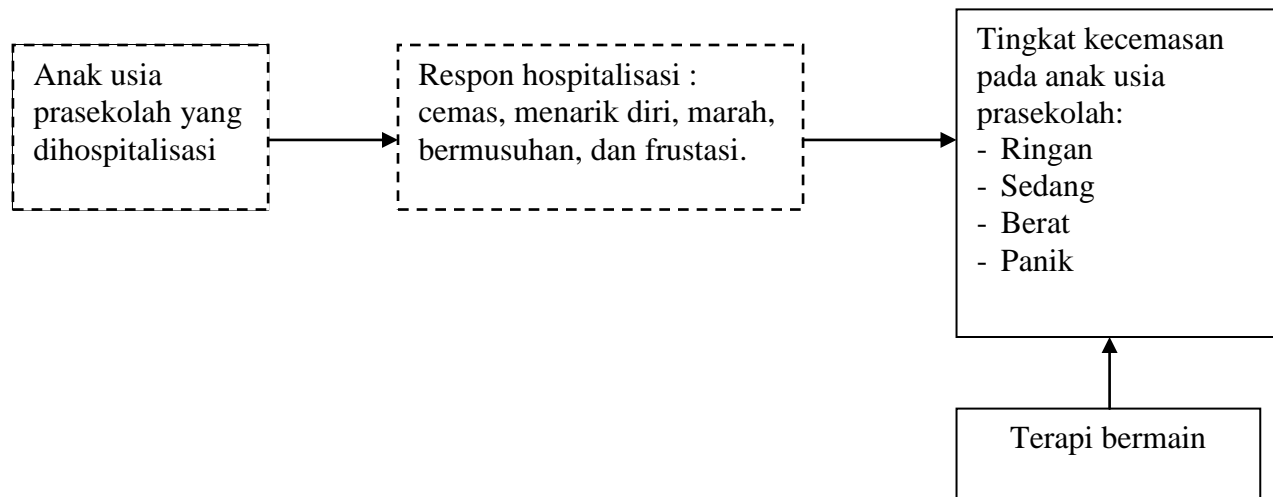 Anak usia
prasekolah yang
dihospitalisasi
Respon hospitalisasi :
cemas, menarik diri, marah,
bermusuhan, dan frustasi.
Tingkat kecemasan
pada anak usia
prasekolah:
- Ringan
- Sedang
- Berat
- Panik
Terapi bermain